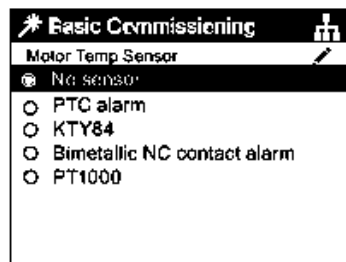 Basic Commissioning
Motor Temp Sensor
No sensor
PTC alarm
KTY84
Bimetallic NC contact alarm
PT1000